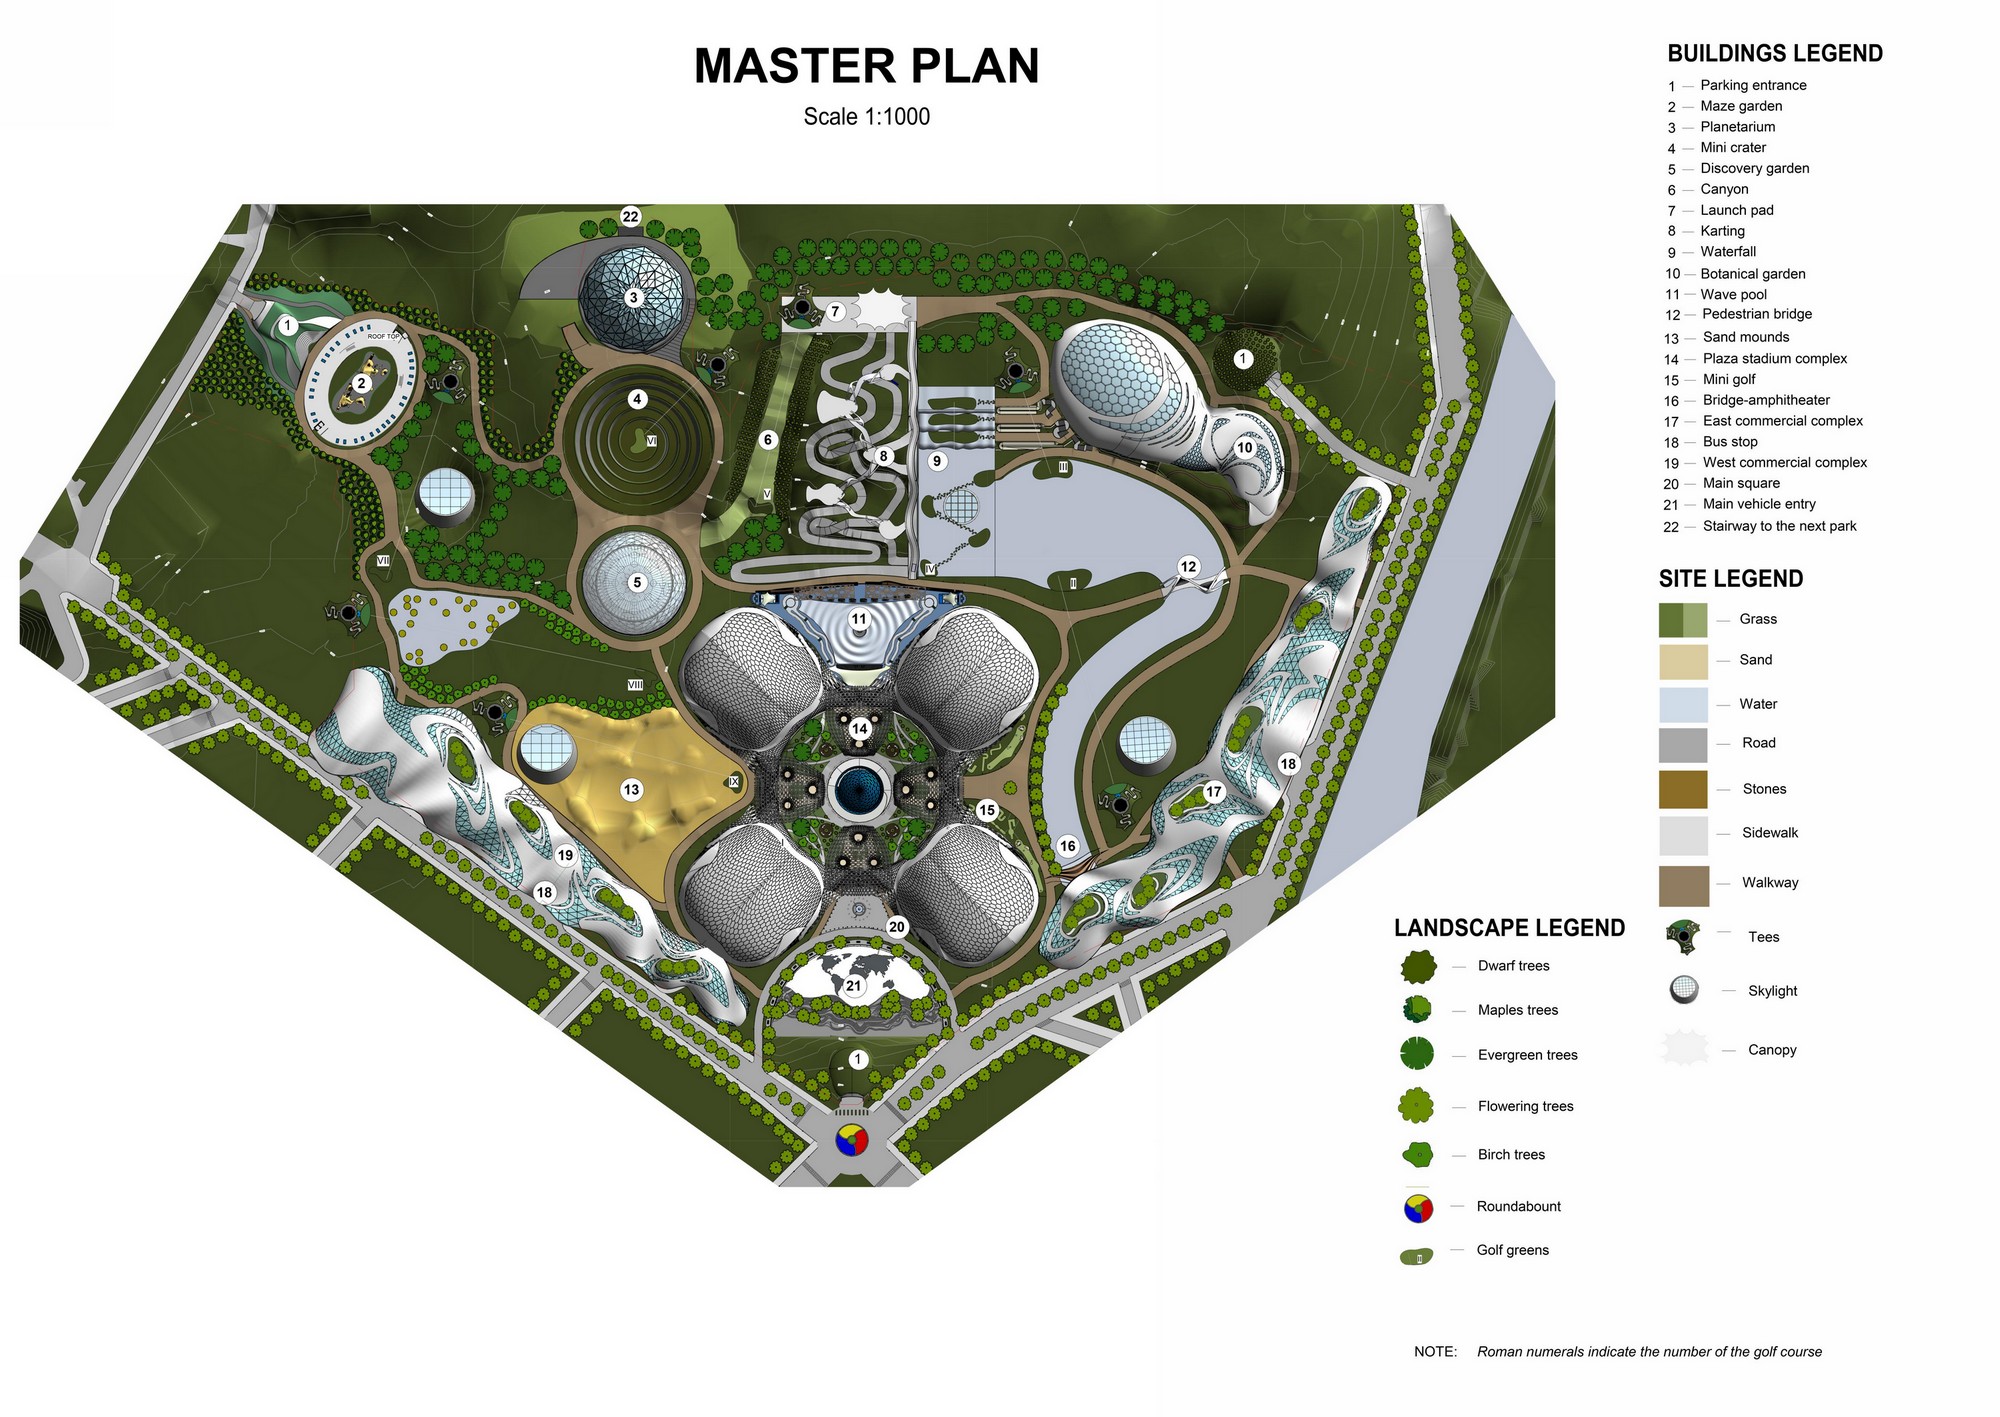 MASTER PLAN
Scale 1:1000
BUILDINGS LEGEND
1 — Parking entrance
2 — Maze garden
3 — Planetarium
4 — Mini crater
5 — Discovery garden
6 — Canyon
7 — Launch pad
8 — Karting
9 — Waterfall
10 — Botanical garden
11 — Wave pool
12 — Pedestrian bridge
13 — Sand mounds
14 — Plaza stadium complex
15 — Mini golf
16 — Bridge-amphitheater
17 — East commercial complex
18 — Bus stop
19 — West commercial complex
20 — Main square
21 — Main vehicle entry
22 — Stairway to the next park
SITE LEGEND
— Grass
— Sand
— Water
— Road
— Stones
— Sidewalk
— Walkway
— Tees
— Skylight
— Canopy
LANDSCAPE LEGEND
— Dwarf trees
— Maples trees
— Evergreen trees
— Flowering trees
— Birch trees
— Roundabount
— Golf greens
NOTE: Roman numerals indicate the number of the golf course
22
3
7
1
ROOF TOP
2
4
VI
6
V
8
9
10
1
III
VII
5
IV
II
12
11
VIII
14
13
IX
15
17
18
16
19
18
20
21
1